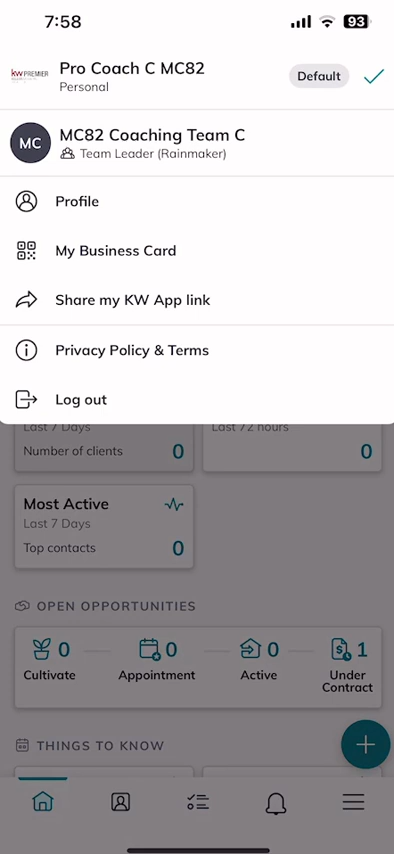 7:58
93
kw PREMIER
Pro Coach C MC82
Personal
Default
MC
MC82 Coaching Team C
Team Leader (Rainmaker)
Profile
My Business Card
Share my KW App link
Privacy Policy & Terms
Log out
Last 7 Days
Last 72 hours
Number of clients 0
0
Most Active
Last 7 Days
Top contacts 0
OPEN OPPORTUNITIES
0 0 0 1
Cultivate Appointment Active Under
Contract
THINGS TO KNOW